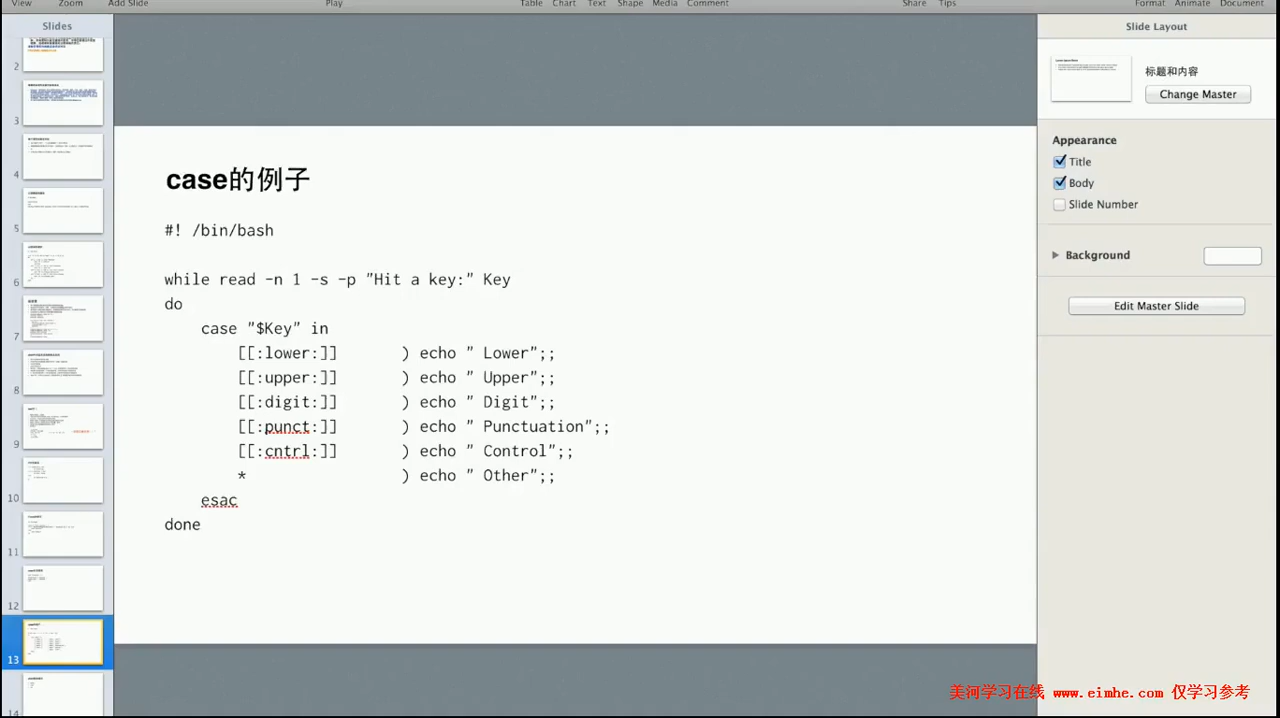 View Zoom Add Slide Play Table Chart Text Shape Media Comment Share Tips Format Animate Document
Slides
2
3
4
5
6
7
8
9
10
11
12
13
14
case的例子
#! /bin/bash
while read -n 1 -s -p "Hit a key:" Key
do
case "$Key" in
[[:lower:]] ) echo " Lower";;
[[:upper:]] ) echo " Upper";;
[[:digit:]] ) echo " Digit";;
[[:punct:]] ) echo " Punctuation";;
[[:cntrl:]] ) echo " Control";;
* ) echo " Other";;
esac
done
Slide Layout
标题和内容
Change Master
Appearance
Title
Body
Slide Number
Background
Edit Master Slide
美河学习在线 www.eimhe.com 仅学习参考